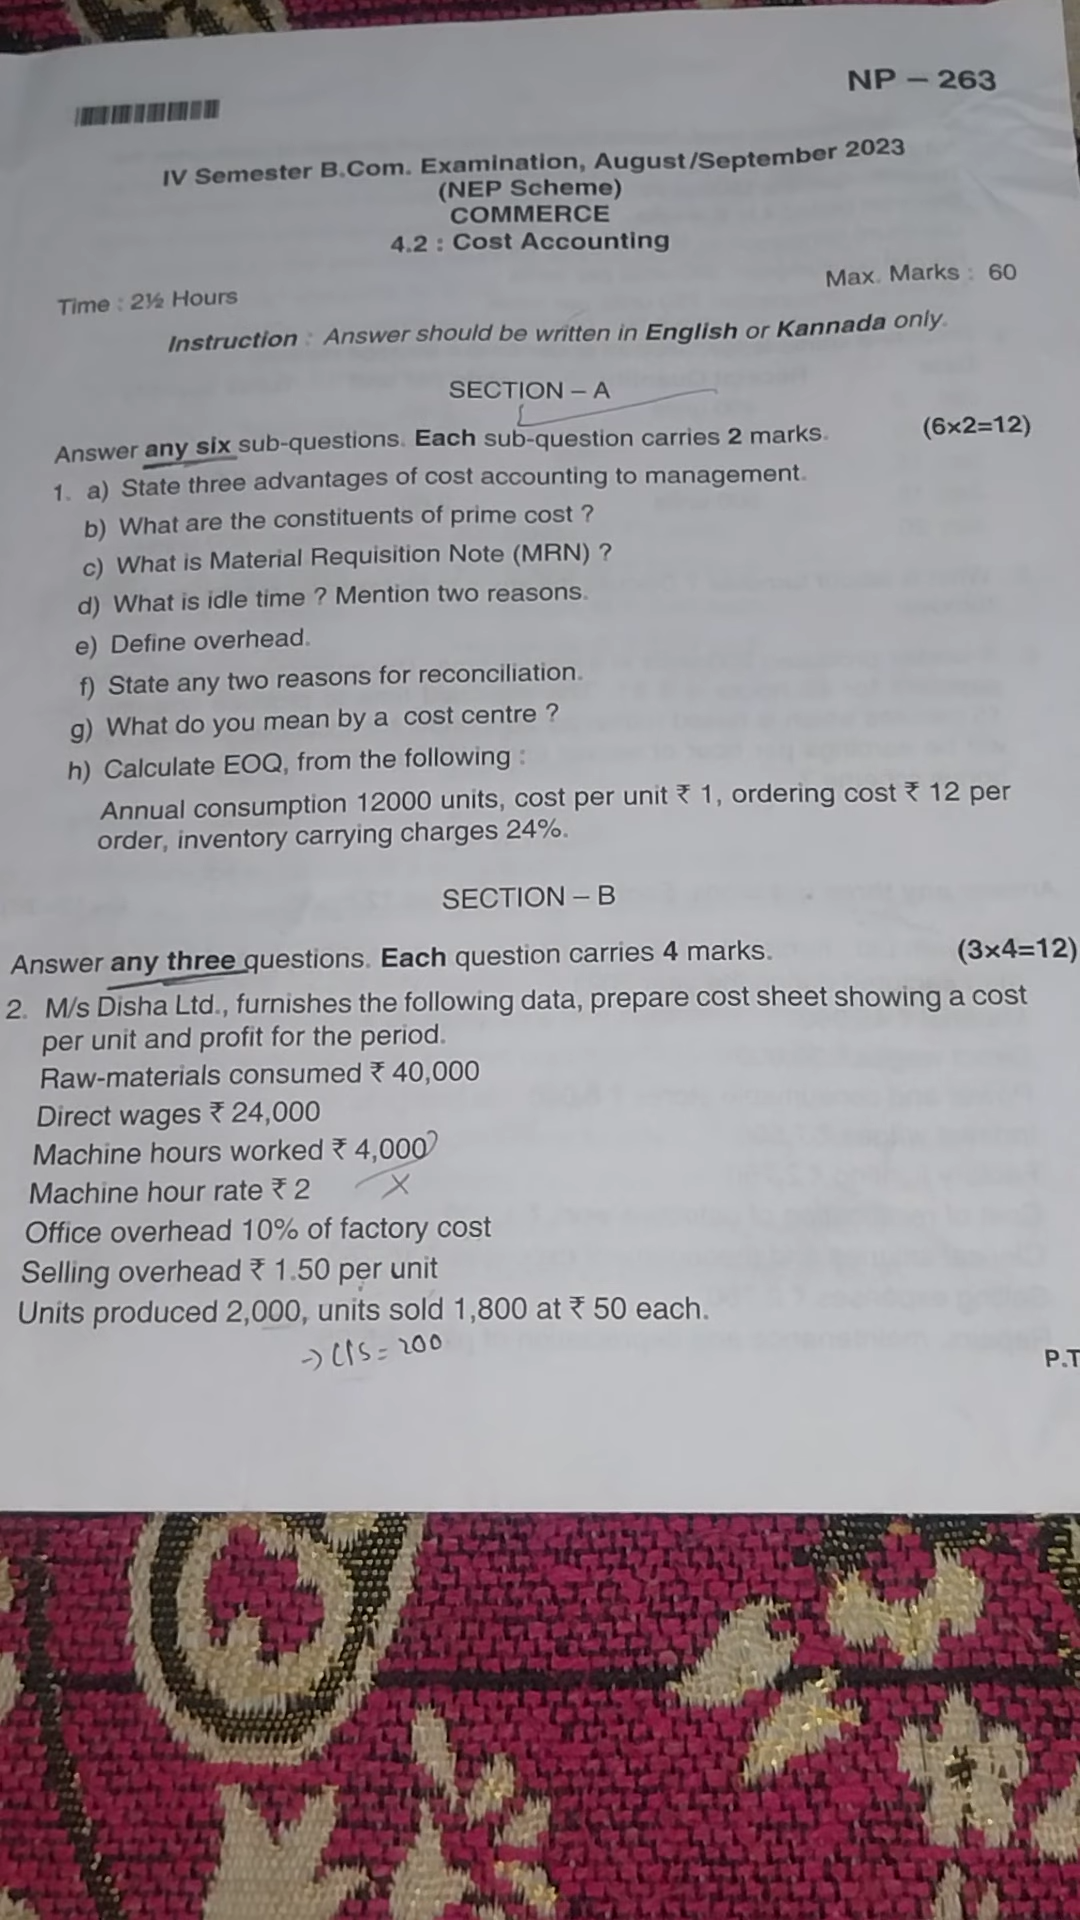 NP – 263
IV Semester B.Com. Examination, August/September 2023
(NEP Scheme)
COMMERCE
4.2 : Cost Accounting
Time : 2½ Hours
Max. Marks : 60
Instruction : Answer should be written in English or Kannada only.
SECTION – A
Answer any six sub-questions. Each sub-question carries 2 marks. (6×2=12)
1. a) State three advantages of cost accounting to management.
b) What are the constituents of prime cost ?
c) What is Material Requisition Note (MRN) ?
d) What is idle time ? Mention two reasons.
e) Define overhead.
f) State any two reasons for reconciliation.
g) What do you mean by a cost centre ?
h) Calculate EOQ, from the following :
Annual consumption 12000 units, cost per unit ₹ 1, ordering cost ₹ 12 per
order, inventory carrying charges 24%.
SECTION – B
Answer any three questions. Each question carries 4 marks. (3×4=12)
2. M/s Disha Ltd., furnishes the following data, prepare cost sheet showing a cost
per unit and profit for the period.
Raw-materials consumed ₹ 40,000
Direct wages ₹ 24,000
Machine hours worked ₹ 4,000
Machine hour rate ₹ 2
Office overhead 10% of factory cost
Selling overhead ₹ 1.50 per unit
Units produced 2,000, units sold 1,800 at ₹ 50 each.
→ C/S = 200
P.T